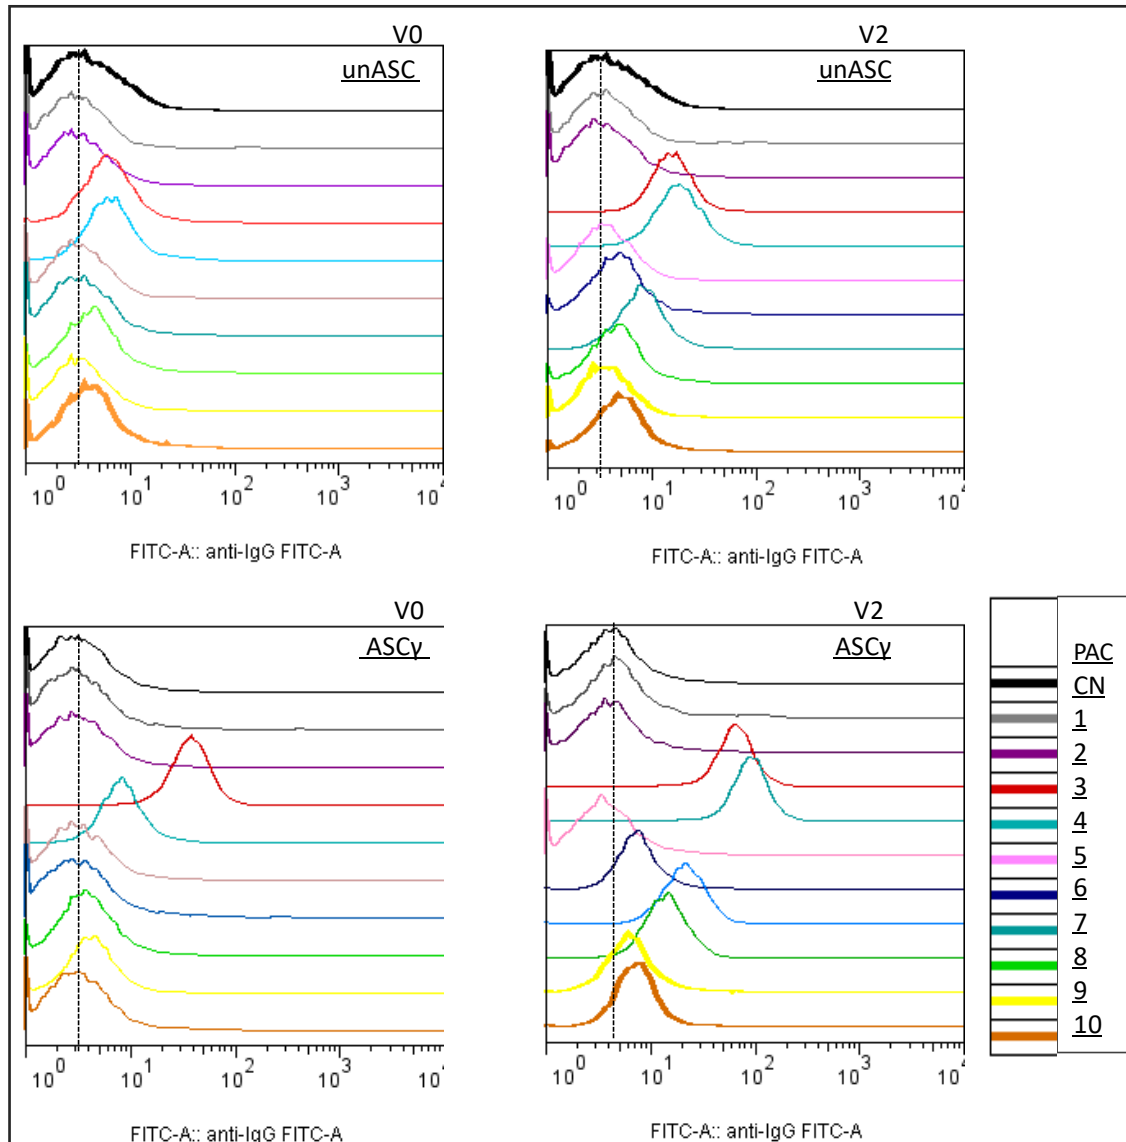 V0
unASC
10^0 10^1 10^2 10^3 10^4
FITC-A:: anti-IgG FITC-A
V2
unASC
10^0 10^1 10^2 10^3 10^4
FITC-A:: anti-IgG FITC-A
V0
ASCγ
10^0 10^1 10^2 10^3 10^4
FITC-A:: anti-IgG FITC-A
V2
ASCγ
10^0 10^1 10^2 10^3 10^4
FITC-A:: anti-IgG FITC-A
PAC
CN
1
2
3
4
5
6
7
8
9
10